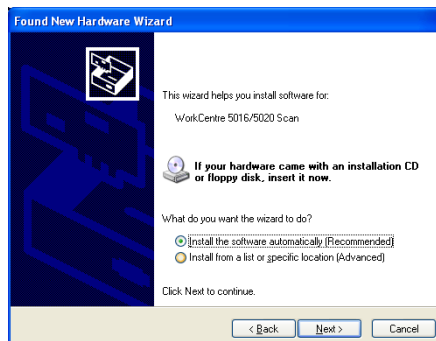 Found New Hardware Wizard
This wizard helps you install software for:
WorkCentre 5016/5020 Scan
If your hardware came with an installation CD
or floppy disk, insert it now.
What do you want the wizard to do?
Install the software automatically (Recommended)
Install from a list or specific location (Advanced)
Click Next to continue.
< Back Next > Cancel